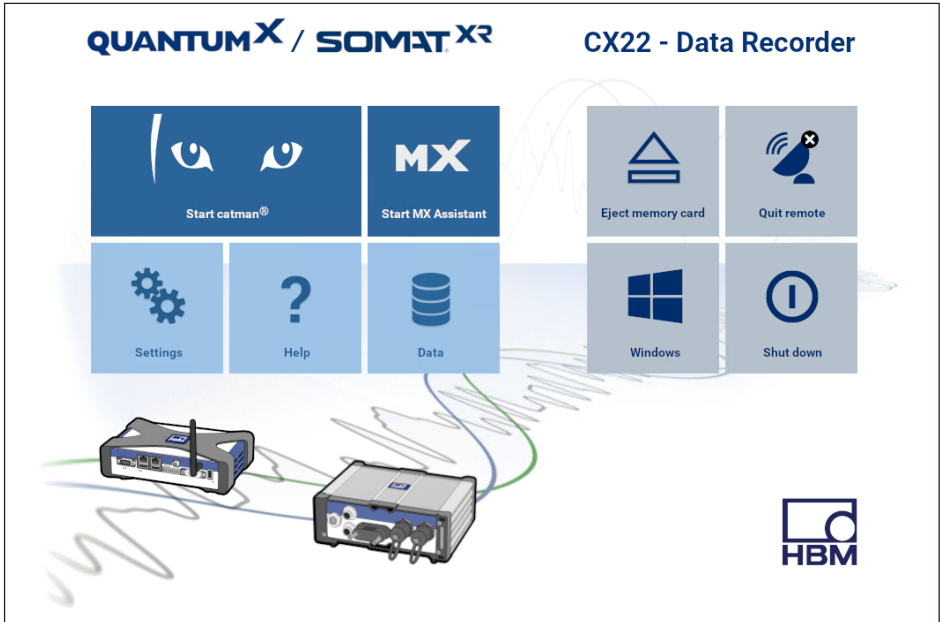 QUANTUMX / SOMAT XR
CX22 - Data Recorder
Start catman®
MX
Start MX Assistant
Eject memory card
Quit remote
Settings
?
Help
Data
Windows
Shut down
HBM